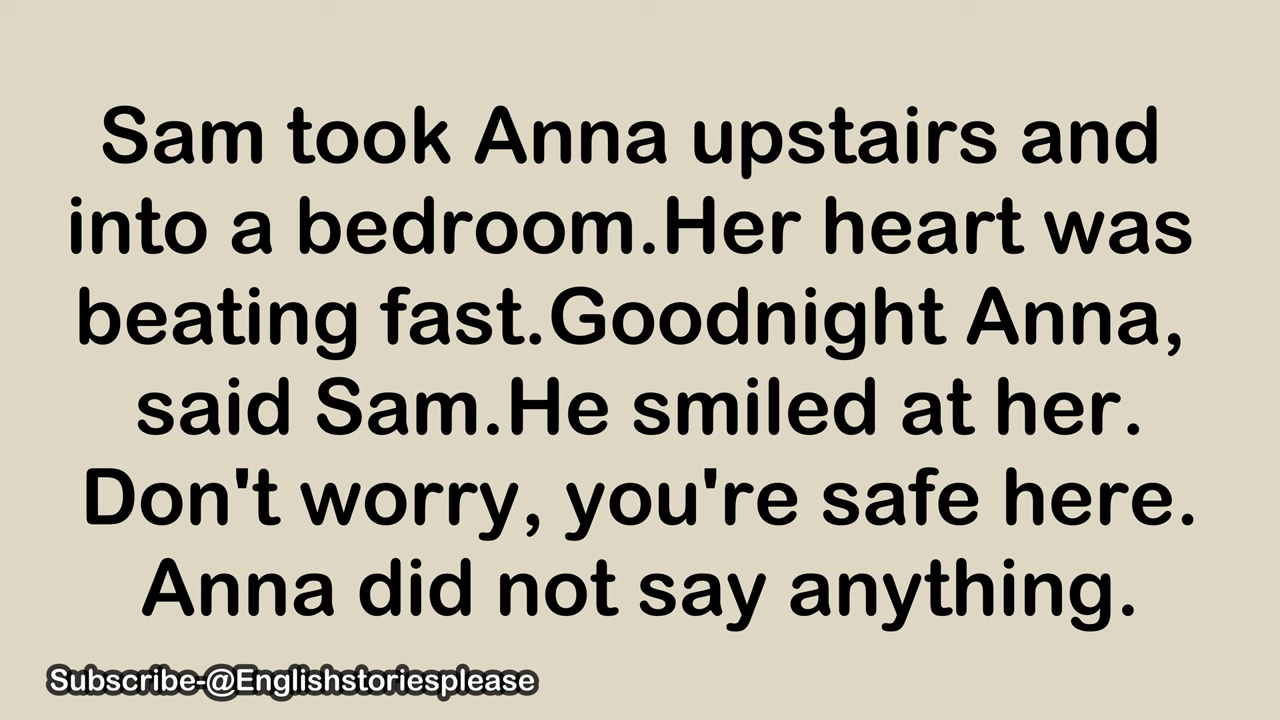 Sam took Anna upstairs and
into a bedroom.Her heart was
beating fast.Goodnight Anna,
said Sam.He smiled at her.
Don't worry, you're safe here.
Anna did not say anything.
Subscribe-@Englishstoriesplease